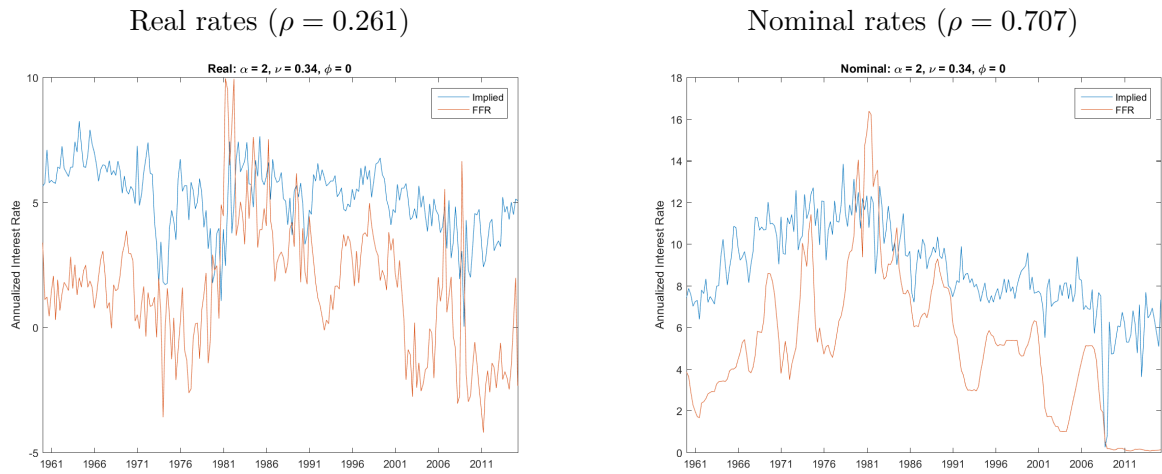 Real rates (ρ = 0.261)
Real: α = 2, ν = 0.34, ϕ = 0
Annualized Interest Rate
10
5
0
-5
1961 1966 1971 1976 1981 1986 1991 1996 2001 2006 2011
Implied
FFR
Nominal rates (ρ = 0.707)
Nominal: α = 2, ν = 0.34, ϕ = 0
Annualized Interest Rate
18
16
14
12
10
8
6
4
2
0
1961 1966 1971 1976 1981 1986 1991 1996 2001 2006 2011
Implied
FFR